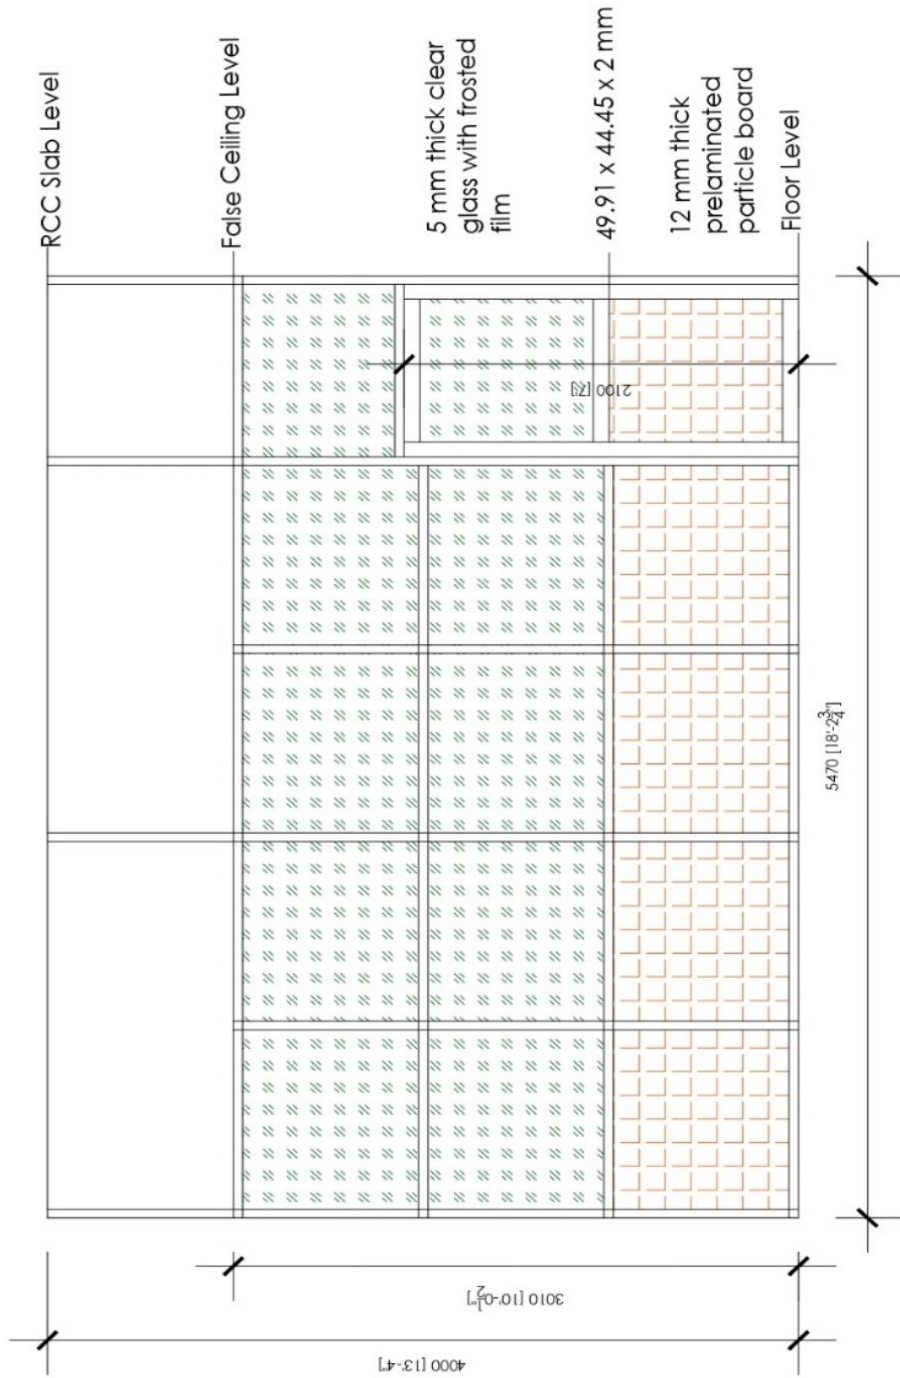 RCC Slab Level
False Ceiling Level
5 mm thick clear
glass with frosted
film
49.91 x 44.45 x 2 mm
12 mm thick
prelaminated
particle board
Floor Level
2100 [7']
5470 [18'-2¾"]
3010 [10'-0½"]
4000 [13'-4"]